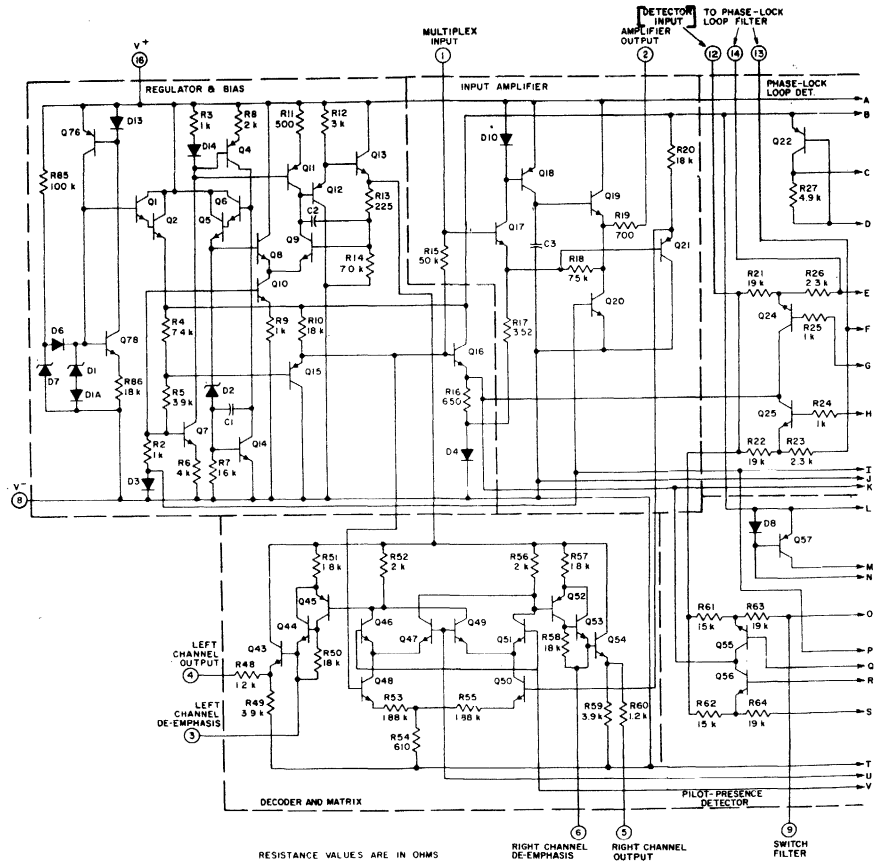 [DETECTOR INPUT]
TO PHASE-LOCK
LOOP FILTER
MULTIPLEX
INPUT
AMPLIFIER
OUTPUT
V+
16
1
2
12
14
13
REGULATOR & BIAS
INPUT AMPLIFIER
PHASE-LOCK
LOOP DET.
A
B
C
D
E
F
G
H
I
J
K
L
M
N
O
P
Q
R
S
T
U
V
D13
Q76
R85
100 k
R3
1 k
R8
2 k
R11
500
R12
3 k
D14
Q4
Q11
Q12
Q13
R13
225
D10
Q18
Q19
R20
18 k
Q22
R27
4.9 k
Q1
Q2
Q6
Q5
C2
Q8
Q9
R14
7.0 k
Q10
R15
50 k
Q17
C3
R19
700
R18
75 k
Q21
Q20
R21
19 k
R26
2.3 k
Q24
R25
1 k
R4
7.4 k
R9
1 k
R10
18 k
R17
3.52
D6
Q78
D7
D1
D1A
R86
18 k
R5
3.9 k
D2
C1
Q15
Q16
R16
650
D4
Q25
R24
1 k
R22
19 k
R23
2.3 k
R2
1 k
Q7
R6
4 k
R7
16 k
Q14
D3
V-
8
D8
Q57
R51
1.8 k
R52
2 k
R56
2 k
R57
1.8 k
Q45
Q44
Q43
Q46
Q47
Q49
Q51
Q52
Q53
Q54
R58
18 k
R50
18 k
R61
15 k
R63
19 k
Q55
Q56
LEFT
CHANNEL
OUTPUT
4
R48
1.2 k
R49
3.9 k
Q48
Q50
R53
1.88 k
R55
1.88 k
R54
610
R59
3.9 k
R60
1.2 k
R62
15 k
R64
19 k
LEFT
CHANNEL
DE-EMPHASIS
3
DECODER AND MATRIX
PILOT-PRESENCE
DETECTOR
6
5
9
RIGHT CHANNEL
DE-EMPHASIS
RIGHT CHANNEL
OUTPUT
SWITCH
FILTER
RESISTANCE VALUES ARE IN OHMS